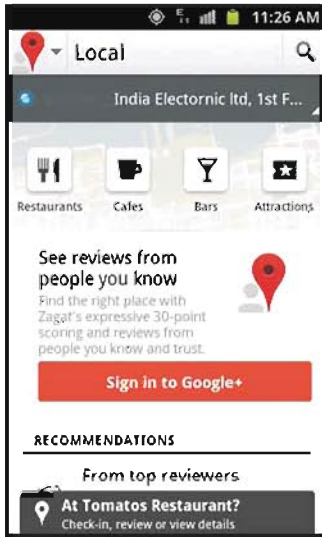 11:26 AM
Local
India Electornic ltd, 1st F...
Restaurants Cafes Bars Attractions
See reviews from
people you know
Find the right place with
Zagat's expressive 30-point
scoring and reviews from
people you know and trust.
Sign in to Google+
RECOMMENDATIONS
From top reviewers
At Tomatos Restaurant?
Check-in, review or view details